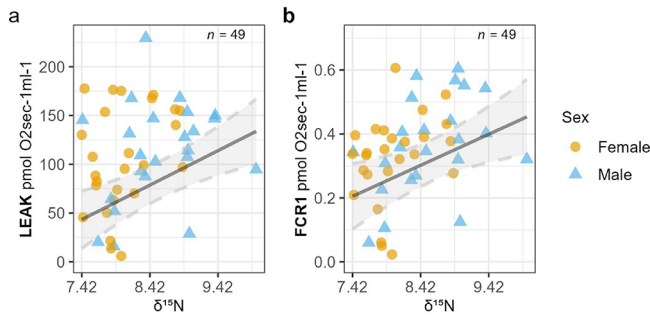 a
n = 49
LEAK pmol O2sec-1ml-1
200
150
100
50
0
7.42
8.42
9.42
δ¹⁵N
b
n = 49
FCR1 pmol O2sec-1ml-1
0.6
0.4
0.2
0.0
7.42
8.42
9.42
δ¹⁵N
Sex
Female
Male